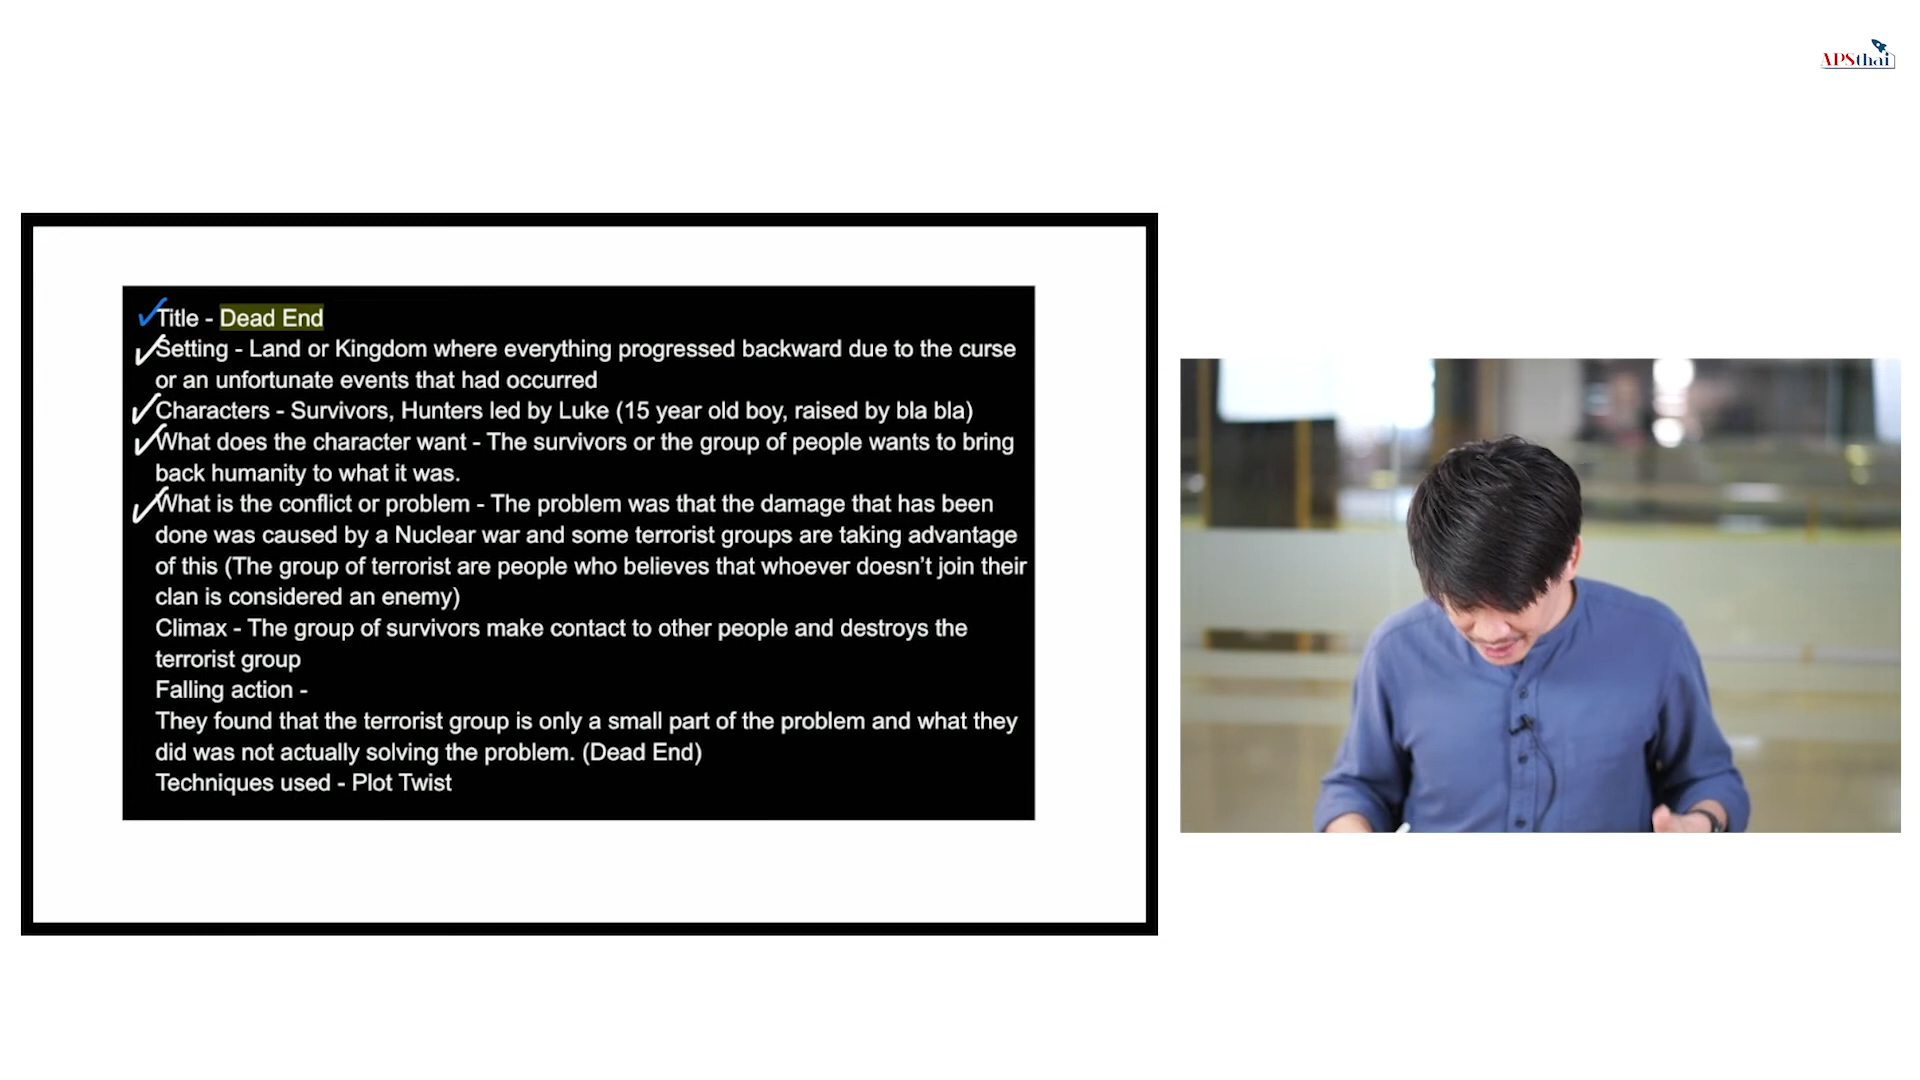 APSthai
Title - Dead End
Setting - Land or Kingdom where everything progressed backward due to the curse
or an unfortunate events that had occurred
Characters - Survivors, Hunters led by Luke (15 year old boy, raised by bla bla)
What does the character want - The survivors or the group of people wants to bring
back humanity to what it was.
What is the conflict or problem - The problem was that the damage that has been
done was caused by a Nuclear war and some terrorist groups are taking advantage
of this (The group of terrorist are people who believes that whoever doesn’t join their
clan is considered an enemy)
Climax - The group of survivors make contact to other people and destroys the
terrorist group
Falling action -
They found that the terrorist group is only a small part of the problem and what they
did was not actually solving the problem. (Dead End)
Techniques used - Plot Twist